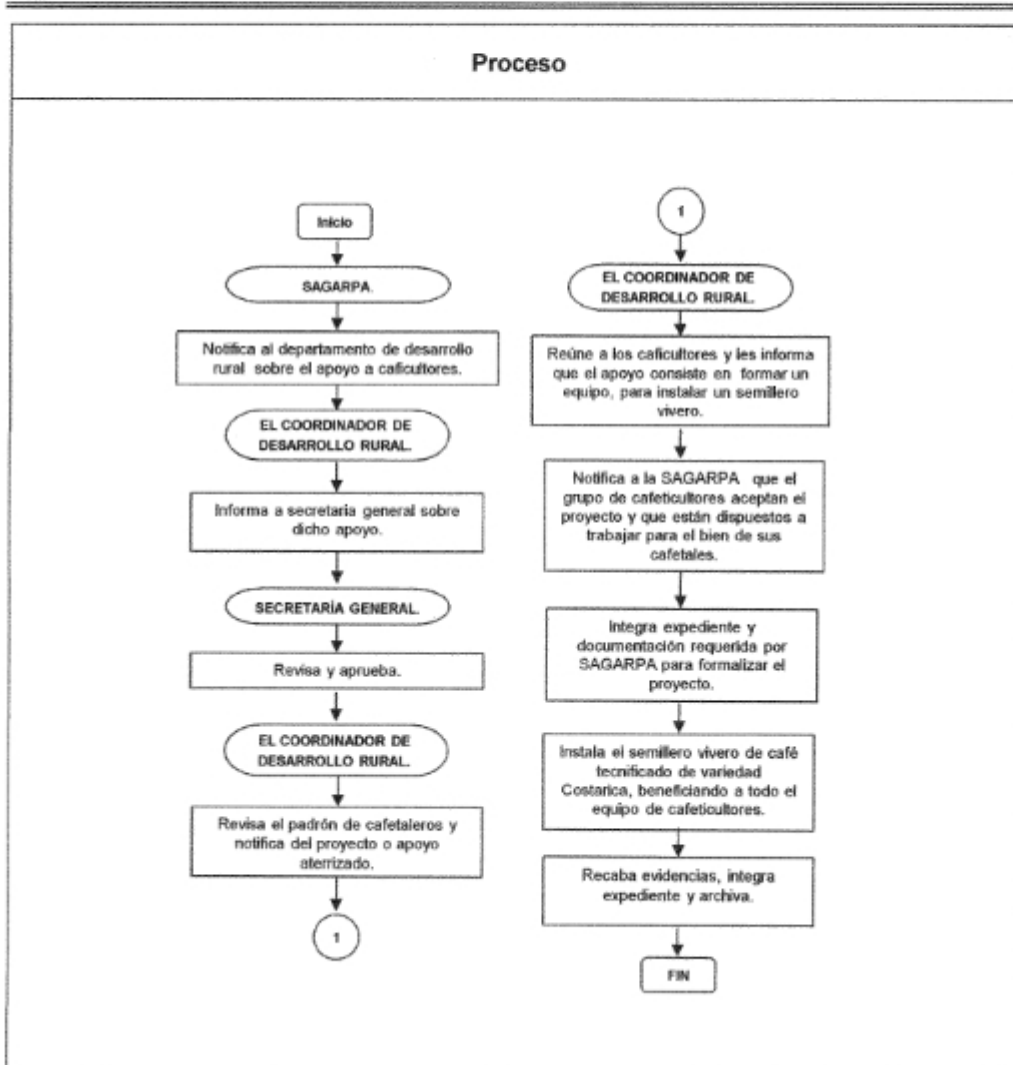 Proceso
Inicio
SAGARPA.
Notifica al departamento de desarrollo
rural sobre el apoyo a caficultores.
EL COORDINADOR DE
DESARROLLO RURAL.
Informa a secretaria general sobre
dicho apoyo.
SECRETARÍA GENERAL.
Revisa y aprueba.
EL COORDINADOR DE
DESARROLLO RURAL.
Revisa el padrón de cafetaleros y
notifica del proyecto o apoyo
aterrizado.
1
1
EL COORDINADOR DE
DESARROLLO RURAL.
Reúne a los caficultores y les informa
que el apoyo consiste en formar un
equipo, para instalar un semillero
vivero.
Notifica a la SAGARPA que el
grupo de cafeticultores aceptan el
proyecto y que están dispuestos a
trabajar para el bien de sus
cafetales.
Integra expediente y
documentación requerida por
SAGARPA para formalizar el
proyecto.
Instala el semillero vivero de café
tecnificado de variedad
Costarica, beneficiando a todo el
equipo de cafeticultores.
Recaba evidencias, integra
expediente y archiva.
FIN